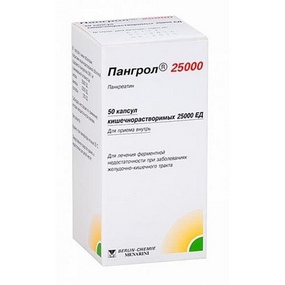 Пангрол® 25000
Панкреатин
50 капсул
кишечнорастворимых 25000 ЕД
Для приема внутрь
Для лечения ферментной
недостаточности при заболеваниях
желудочно-кишечного тракта
BERLIN-CHEMIE
MENARINI